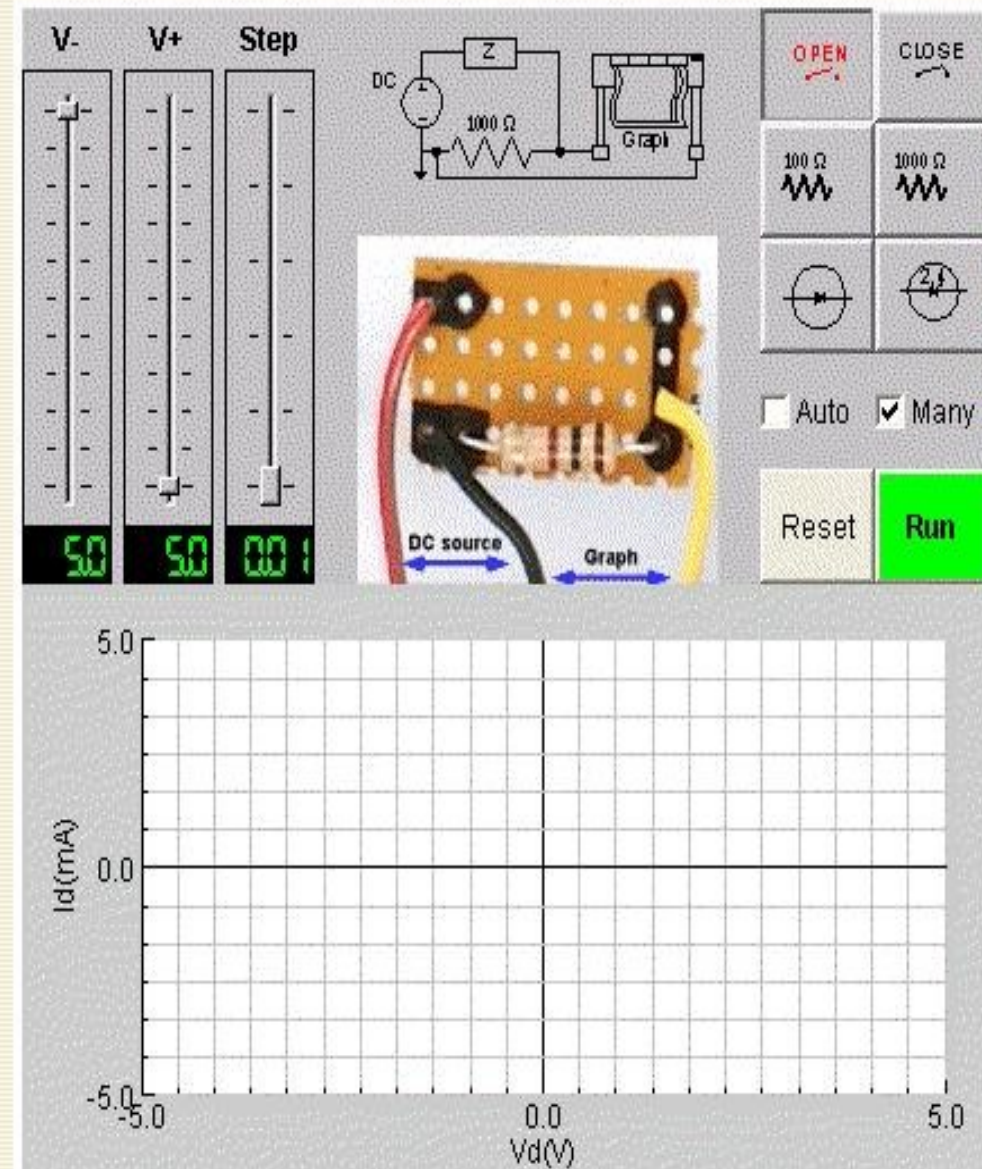 V- V+ Step
DC
Z
1000 Ω
Graph
OPEN CLOSE
100 Ω 1000 Ω
2
Auto Many
Reset Run
5.0 5.0 0.01
DC source
Graph
5.0
Id(mA)
0.0
-5.0
-5.0 0.0 5.0
Vd(V)